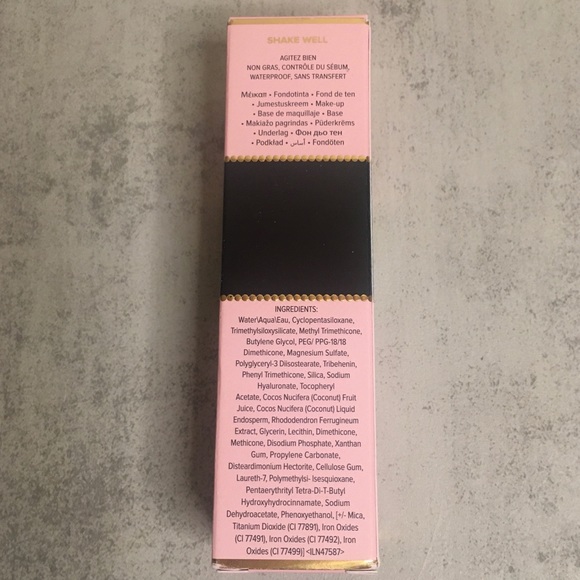 SHAKE WELL
AGITEZ BIEN
NON GRAS, CONTRÔLE DU SÉBUM,
WATERPROOF, SANS TRANSFERT
Μέικαπ • Fondotinta • Fond de ten
• Jumestuskreem • Make-up
• Base de maquillaje • Base
• Makiažo pagrindas • Pūderkrēms
• Underlag • Фон дьо тен
• Podkład • أساس • Fondöten
INGREDIENTS:
Water\Aqua\Eau, Cyclopentasiloxane,
Trimethylsiloxysilicate, Methyl Trimethicone,
Butylene Glycol, PEG/ PPG-18/18
Dimethicone, Magnesium Sulfate,
Polyglyceryl-3 Diisostearate, Tribehenin,
Phenyl Trimethicone, Silica, Sodium
Hyaluronate, Tocopheryl
Acetate, Cocos Nucifera (Coconut) Fruit
Juice, Cocos Nucifera (Coconut) Liquid
Endosperm, Rhododendron Ferrugineum
Extract, Glycerin, Lecithin, Dimethicone,
Methicone, Disodium Phosphate, Xanthan
Gum, Propylene Carbonate,
Disteardimonium Hectorite, Cellulose Gum,
Laureth-7, Polymethylsi- lsesquioxane,
Pentaerythrityl Tetra-Di-T-Butyl
Hydroxyhydrocinnamate, Sodium
Dehydroacetate, Phenoxyethanol, [+/- Mica,
Titanium Dioxide (CI 77891), Iron Oxides
(CI 77491), Iron Oxides (CI 77492), Iron
Oxides (CI 77499)] <ILN47587>